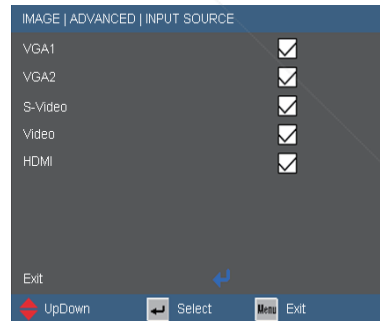 IMAGE | ADVANCED | INPUT SOURCE
VGA1
VGA2
S-Video
Video
HDMI
Exit
UpDown Select Menu Exit